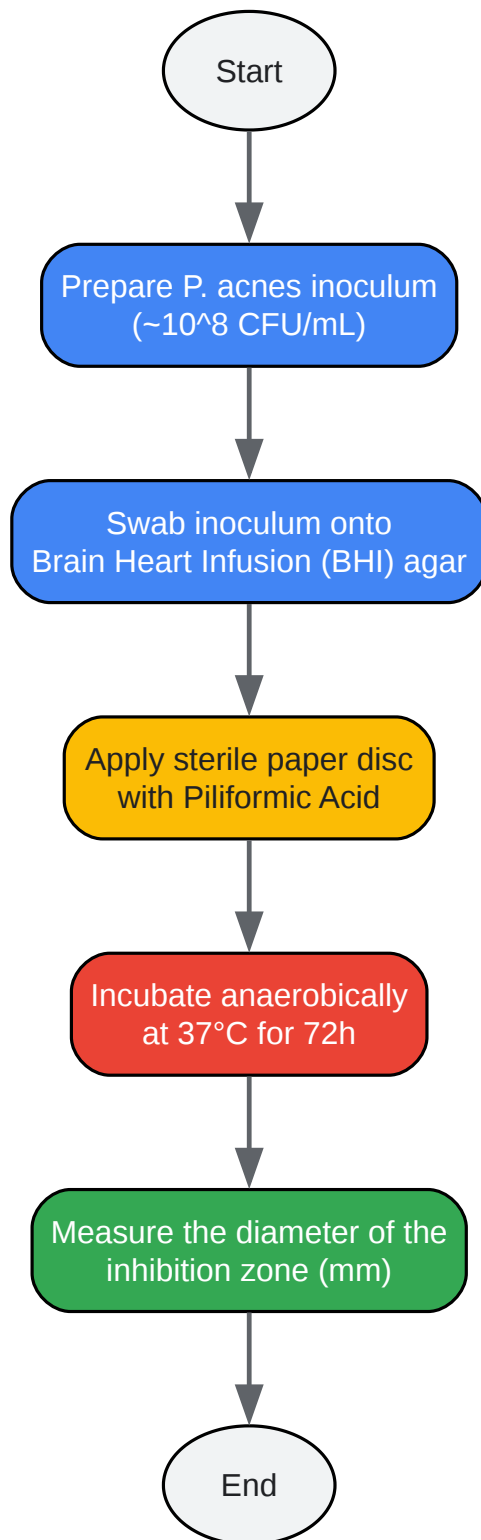 Start
Prepare P. acnes inoculum
(~10^8 CFU/mL)
Swab inoculum onto
Brain Heart Infusion (BHI) agar
Apply sterile paper disc
with Piliformic Acid
Incubate anaerobically
at 37°C for 72h
Measure the diameter of the
inhibition zone (mm)
End